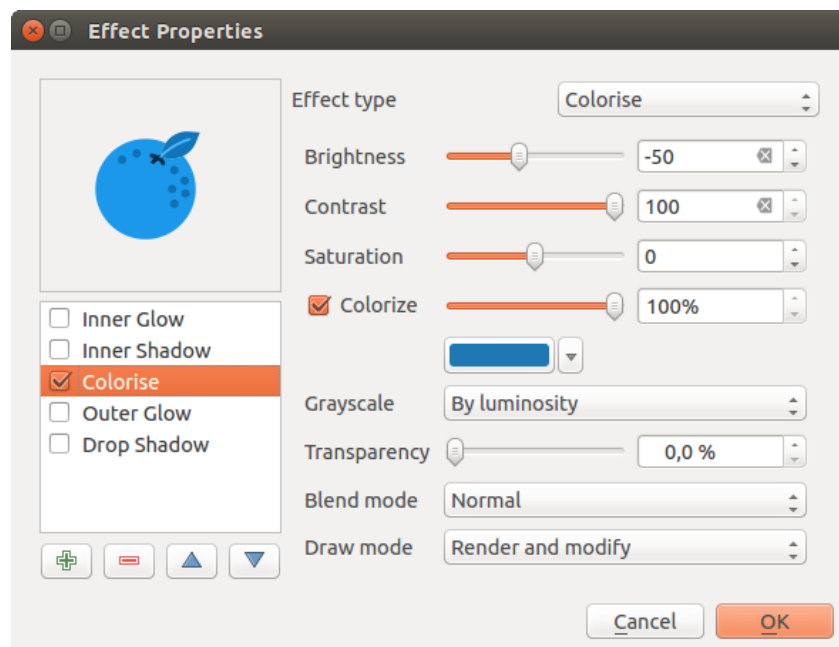 Effect Properties
Effect type Colorise
Brightness -50
Contrast 100
Saturation 0
Colorize 100%
Inner Glow
Inner Shadow
Colorise
Outer Glow
Drop Shadow
Grayscale By luminosity
Transparency 0,0 %
Blend mode Normal
Draw mode Render and modify
Cancel OK